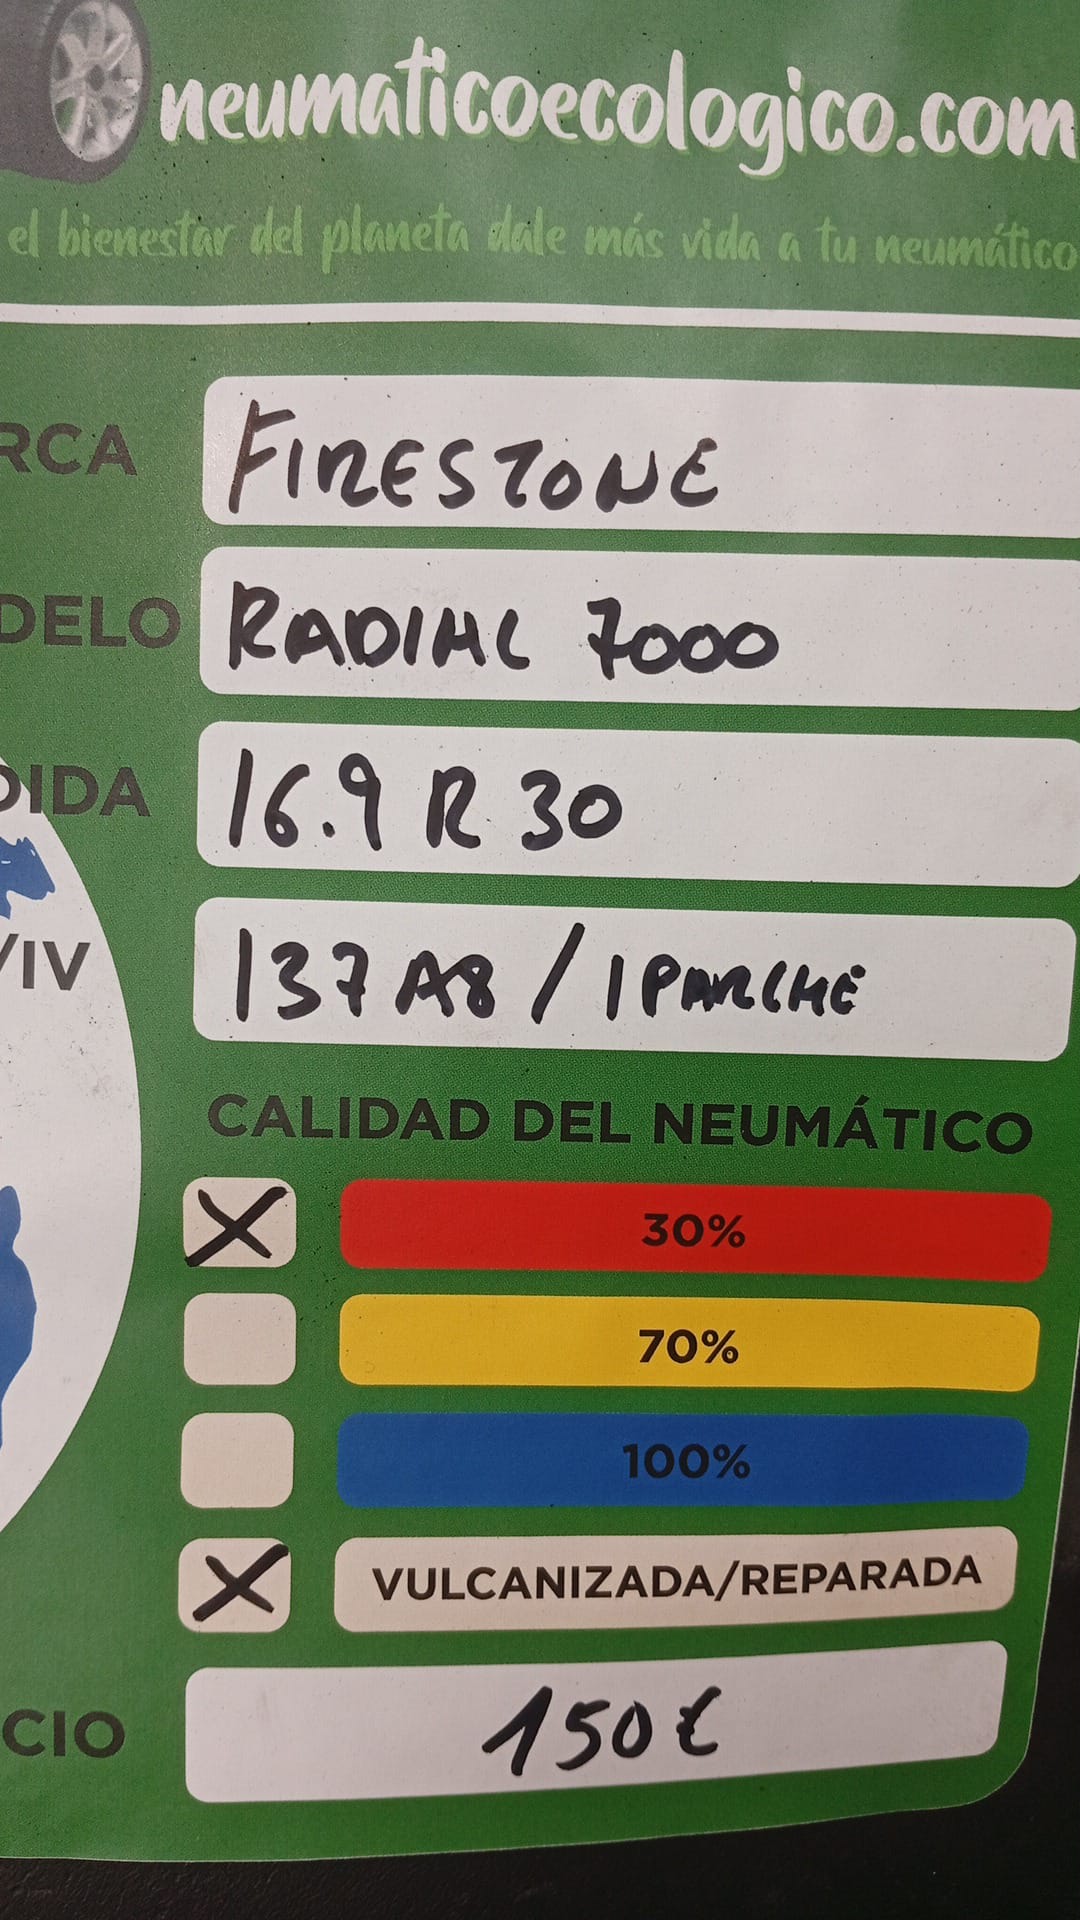 neumaticoecologico.com
el bienestar del planeta dale más vida a tu neumático
RCA FIRESTONE
DELO RADIAL 7000
DIDA 16.9 R 30
/IV 137 A8 / 1 PARCHE
CALIDAD DEL NEUMÁTICO
X 30%
70%
100%
X VULCANIZADA/REPARADA
CIO 150€